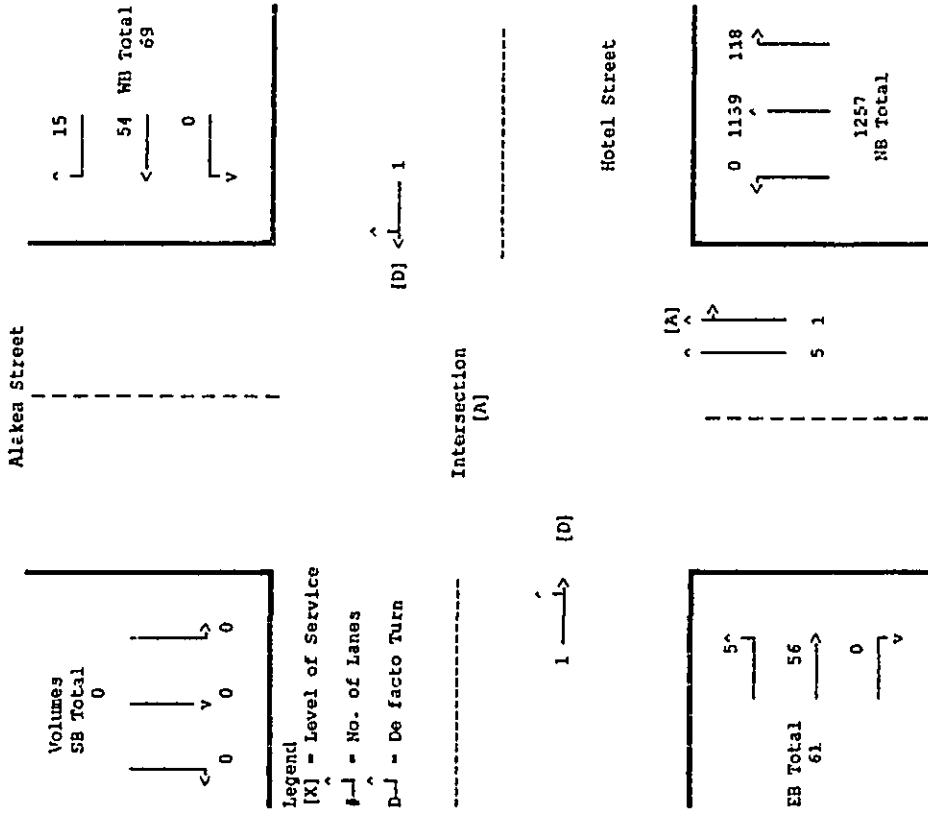 Alakea Street
Volumes
SB Total
0
0 0 0
15
54
0
WB Total
69
Legend
[X] = Level of Service
# = No. of Lanes
D = De facto Turn
[D] 1
Intersection
[A]
Hotel Street
1 [D]
[A]
5 1
5
56
0
EB Total
61
0 1139 118
1257
NB Total